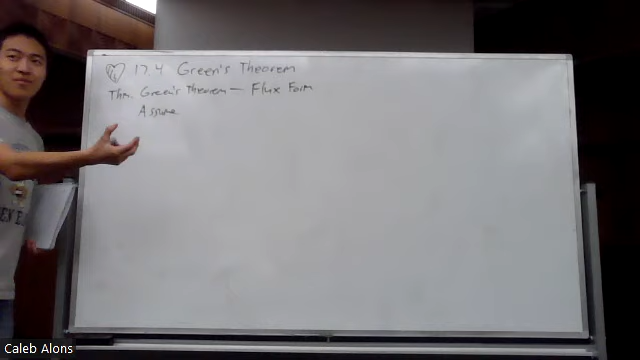 17.4 Green's Theorem
Thm. Green's Theorem — Flux Form
Assume
Caleb Alons